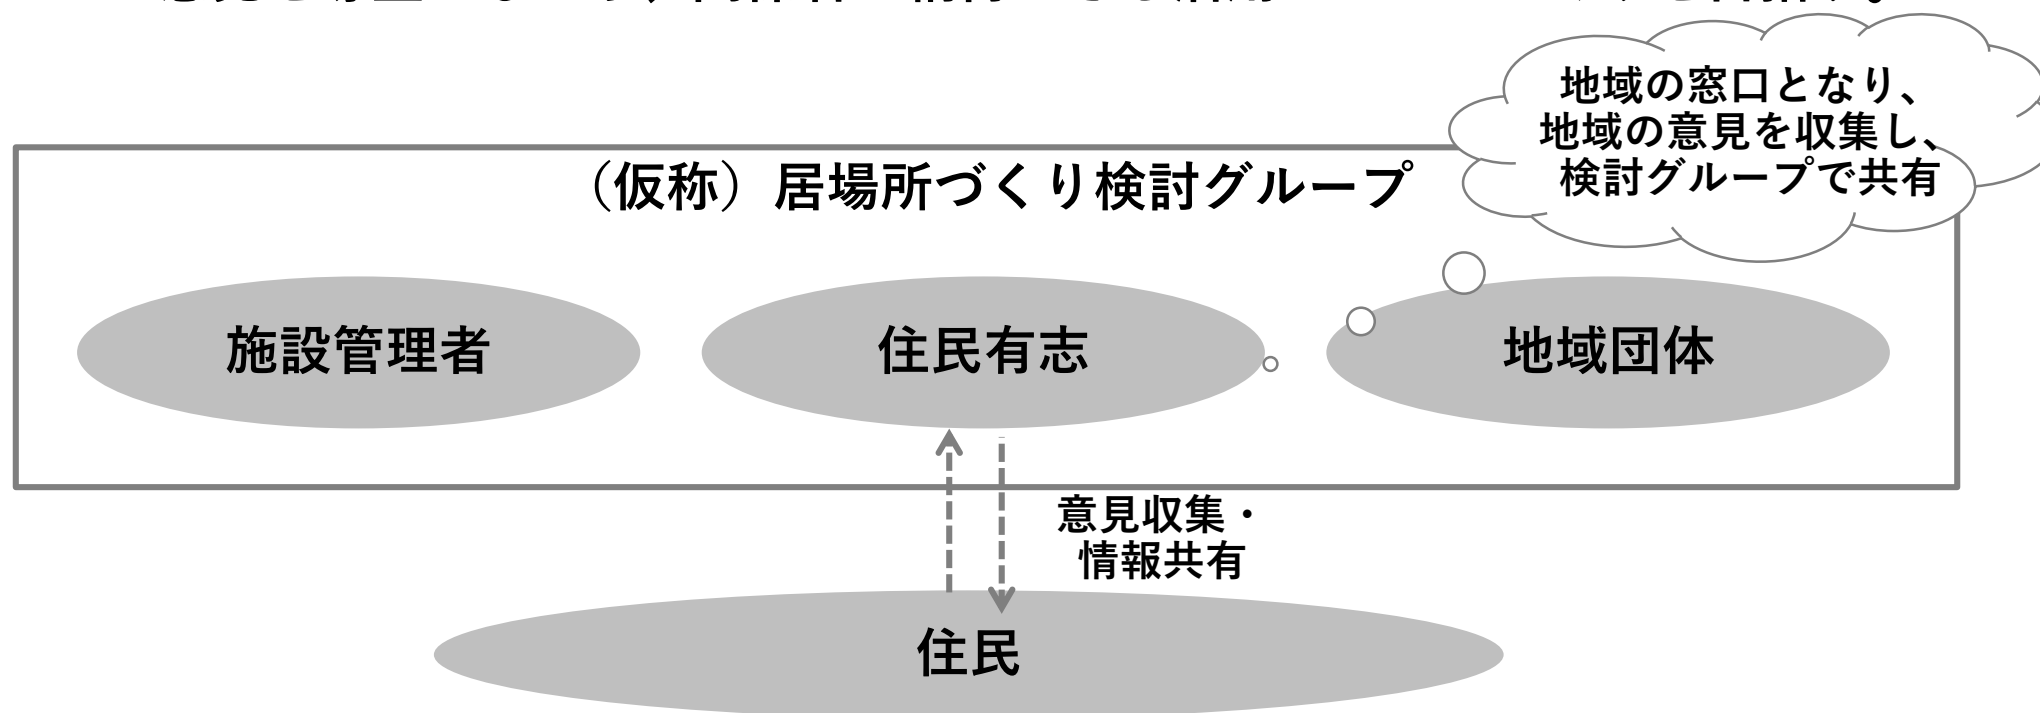 地域の窓口となり、
地域の意見を収集し、
検討グループで共有
（仮称）居場所づくり検討グループ
施設管理者
住民有志
地域団体
意見収集・
情報共有
住民